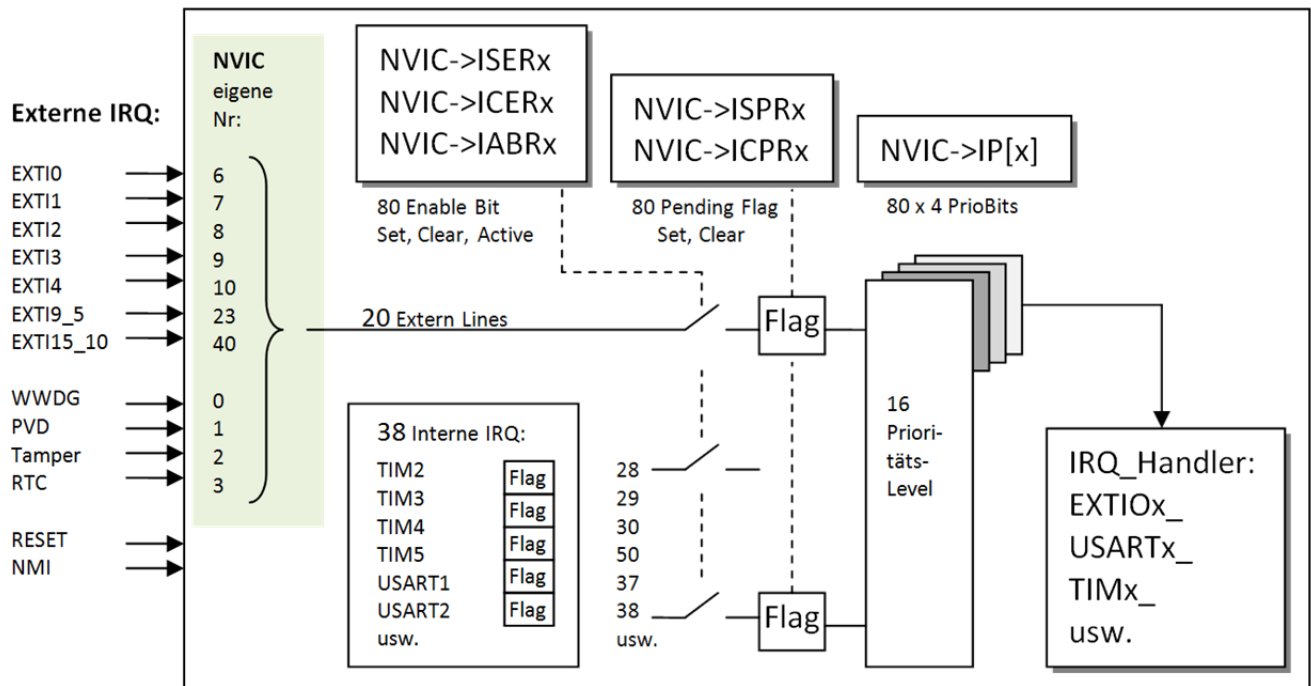 Externe IRQ:
EXTI0
EXTI1
EXTI2
EXTI3
EXTI4
EXTI9_5
EXTI15_10
WWDG
PVD
Tamper
RTC
RESET
NMI
NVIC
eigene
Nr:
6
7
8
9
10
23
40
0
1
2
3
NVIC->ISERx
NVIC->ICERx
NVIC->IABRx
80 Enable Bit
Set, Clear, Active
NVIC->ISPRx
NVIC->ICPRx
80 Pending Flag
Set, Clear
NVIC->IP[x]
80 x 4 PrioBits
20 Extern Lines
Flag
38 Interne IRQ:
TIM2
TIM3
TIM4
TIM5
USART1
USART2
usw.
Flag
Flag
Flag
Flag
Flag
28
29
30
50
37
38
usw.
Flag
16
Priori-
täts-
Level
IRQ_Handler:
EXTIOx_
USARTx_
TIMx_
usw.